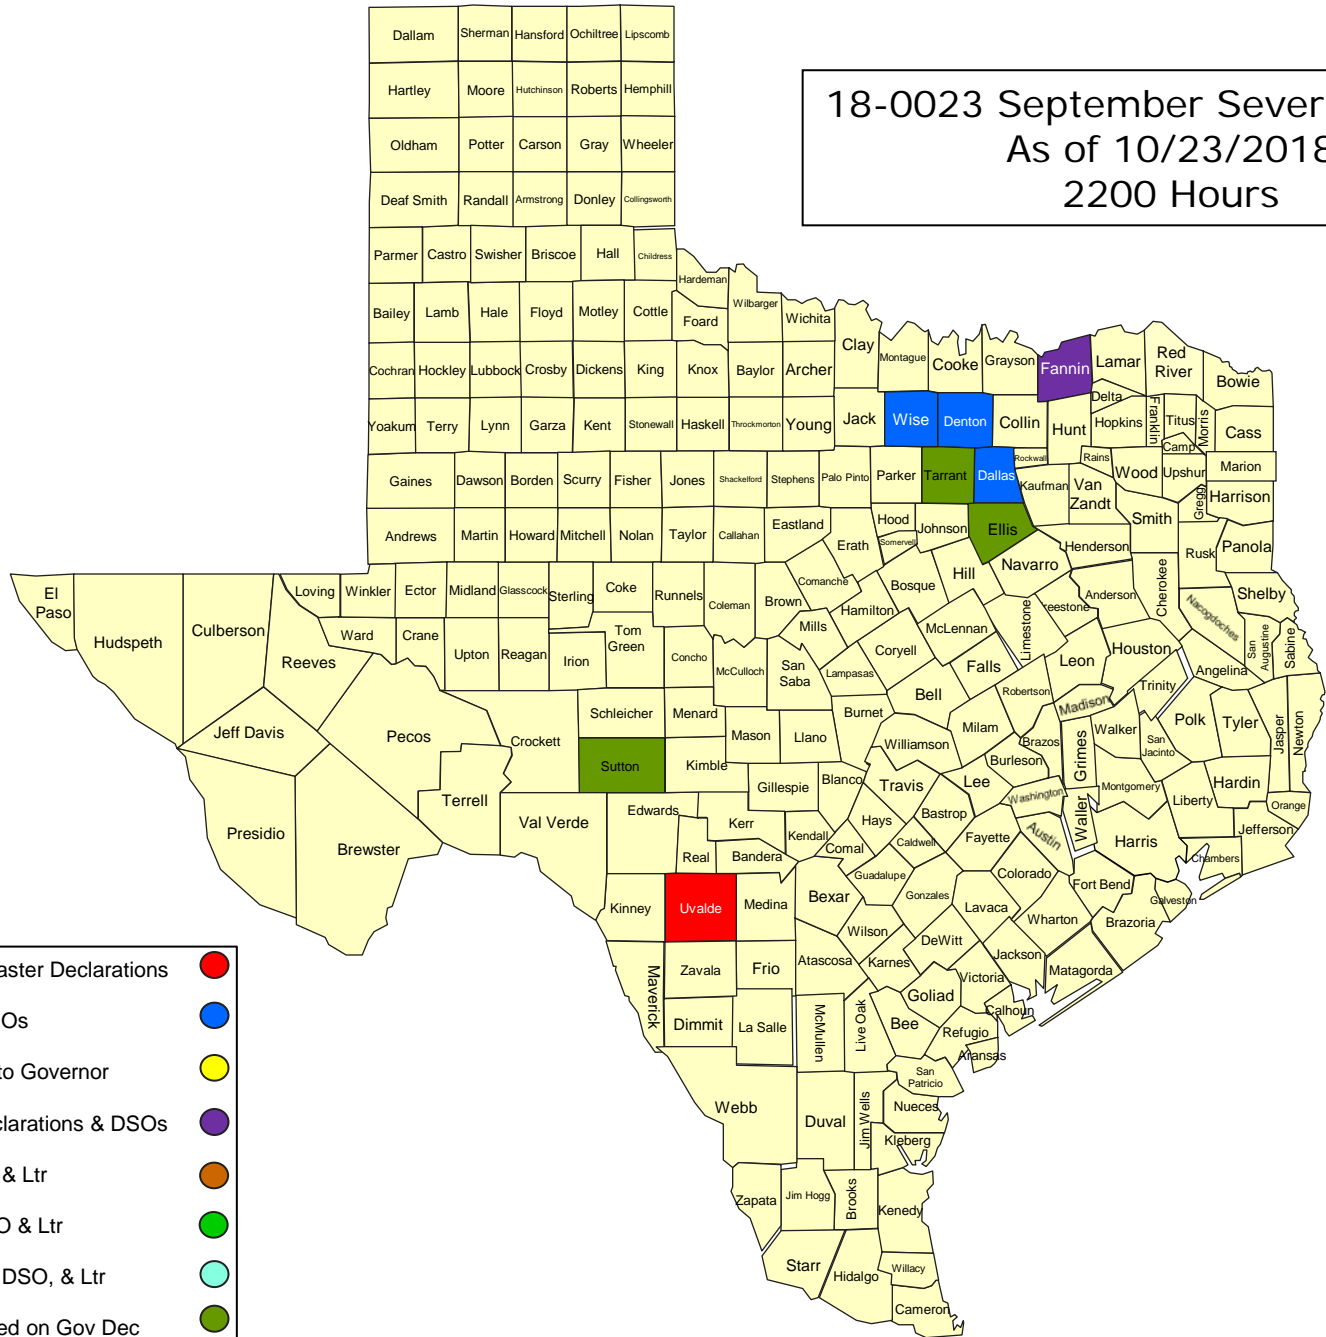 18-0023 September Sever
As of 10/23/2018
2200 Hours
Dallam Sherman Hansford Ochiltree Lipscomb
Hartley Moore Hutchinson Roberts Hemphill
Oldham Potter Carson Gray Wheeler
Deaf Smith Randall Armstrong Donley Collingsworth
Parmer Castro Swisher Briscoe Hall Childress
Hardeman
Bailey Lamb Hale Floyd Motley Cottle Foard Wilbarger Wichita
Clay Montague Cooke Grayson Fannin Lamar Red River Bowie
Cochran Hockley Lubbock Crosby Dickens King Knox Baylor Archer
Delta
Yoakum Terry Lynn Garza Kent Stonewall Haskell Throckmorton Young Jack Wise Denton Collin Hunt Hopkins Franklin Titus Morris Cass
Camp
Rockwall Rains
Gaines Dawson Borden Scurry Fisher Jones Shackelford Stephens Palo Pinto Parker Tarrant Dallas Kaufman Van Zandt Wood Upshur Marion
Gregg Harrison
Andrews Martin Howard Mitchell Nolan Taylor Callahan Eastland Erath Hood Somervell Johnson Ellis Henderson Smith Rusk Panola
El Paso Hudspeth Culberson Reeves Loving Winkler Ector Midland Glasscock Sterling Coke Runnels Coleman Brown Comanche Hamilton Bosque Hill Navarro Anderson Cherokee Nacogdoches Shelby
Ward Crane Upton Reagan Irion Tom Green Concho McCulloch San Saba Mills Lampasas Coryell McLennan Limestone reestone Falls Leon Houston Angelina San Augustine Sabine
Jeff Davis Pecos Crockett Schleicher Menard Mason Llano Burnet Bell Milam Robertson Madison Trinity Polk Tyler Jasper Newton
Sutton Kimble Gillespie Blanco Williamson Travis Lee Burleson Brazos Grimes Walker San Jacinto Montgomery Liberty Hardin Orange
Presidio Brewster Terrell Val Verde Edwards Kerr Kendall Hays Bastrop Caldwell Fayette Washington Austin Waller Harris Jefferson Chambers
Real Bandera Comal Guadalupe Gonzales Colorado Fort Bend Galveston
Kinney Uvalde Medina Bexar Wilson Lavaca Wharton Brazoria
Maverick Zavala Frio Atascosa Karnes DeWitt Jackson Matagorda
Dimmit La Salle McMullen Live Oak Bee Goliad Victoria Calhoun Refugio Aransas
San Patricio
Webb Duval Jim Wells Nueces Kleberg
Zapata Jim Hogg Brooks Kenedy
Starr Hidalgo Willacy Cameron
aster Declarations
Os
to Governor
clarations & DSOs
& Ltr
O & Ltr
DSO, & Ltr
ed on Gov Dec